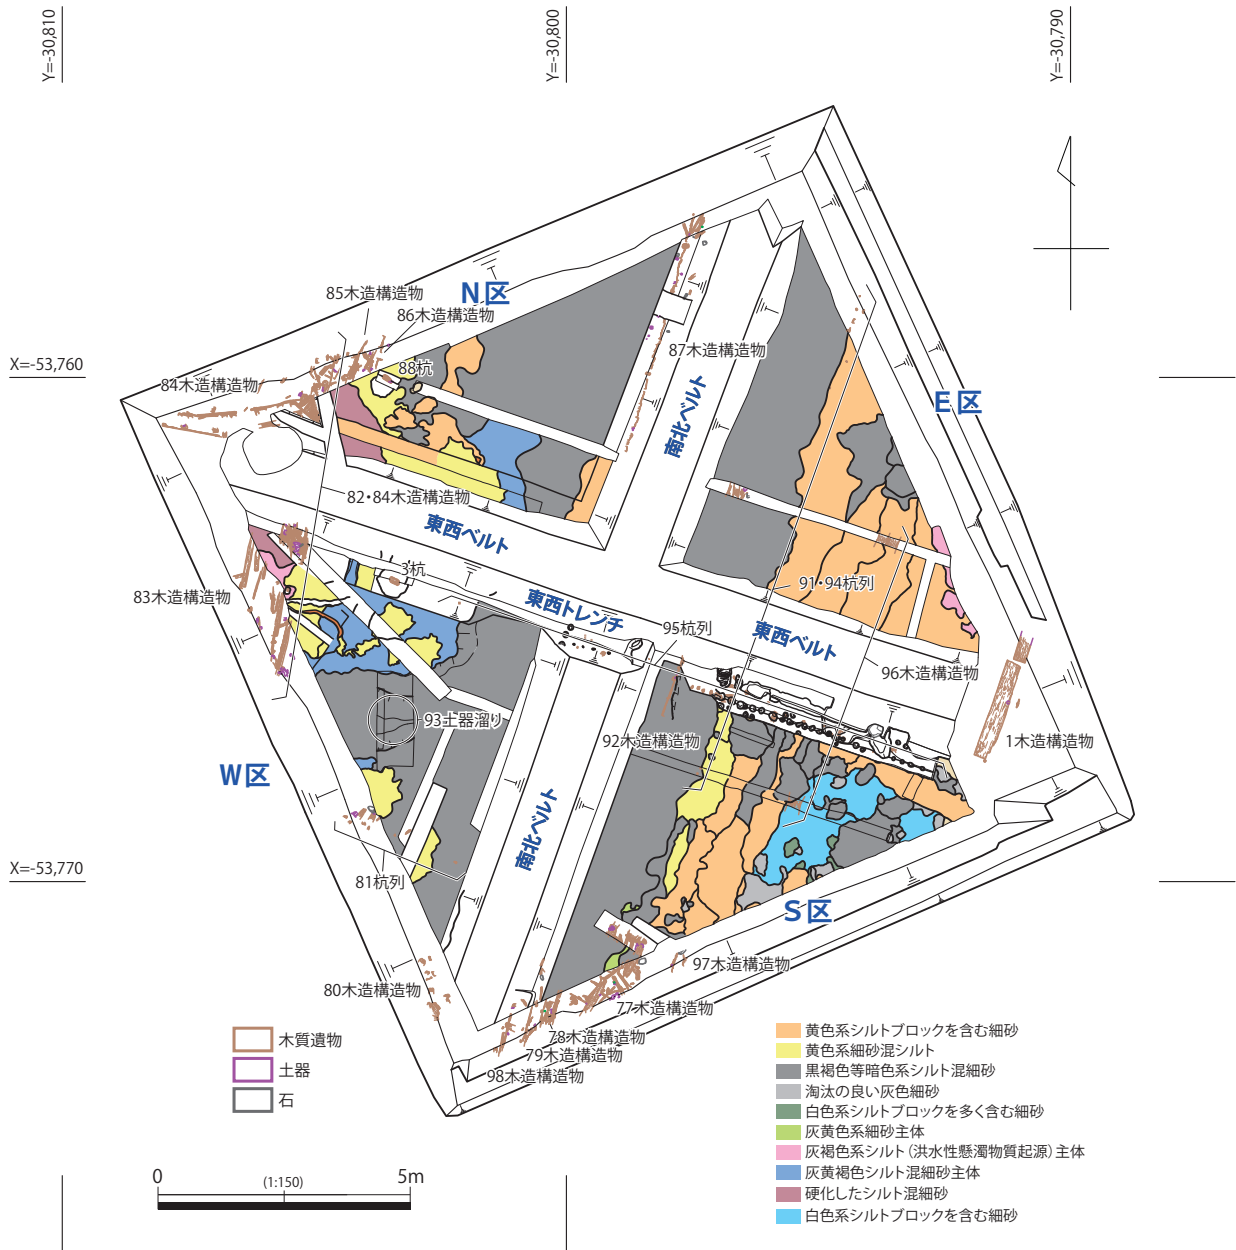 Y=-30,810
Y=-30,800
Y=-30,790
X=-53,760
X=-53,770
85木造構造物
N区
86木造構造物
88杭
87木造構造物
84木造構造物
南北ベルト
E区
82・84木造構造物
東西ベルト
3杭
83木造構造物
東西トレンチ
91・94杭列
95杭列
東西ベルト
96木造構造物
93土器溜り
92木造構造物
1木造構造物
W区
南北ベルト
81杭列
S区
97木造構造物
80木造構造物
77木造構造物
78木造構造物
79木造構造物
98木造構造物
木質遺物
土器
石
黄色系シルトブロックを含む細砂
黄色系細砂混シルト
黒褐色等暗色系シルト混細砂
淘汰の良い灰色細砂
白色系シルトブロックを多く含む細砂
灰黄色系細砂主体
灰褐色系シルト(洪水性懸濁物質起源)主体
灰黄褐色シルト混細砂主体
硬化したシルト混細砂
白色系シルトブロックを含む細砂
0
(1:150)
5m